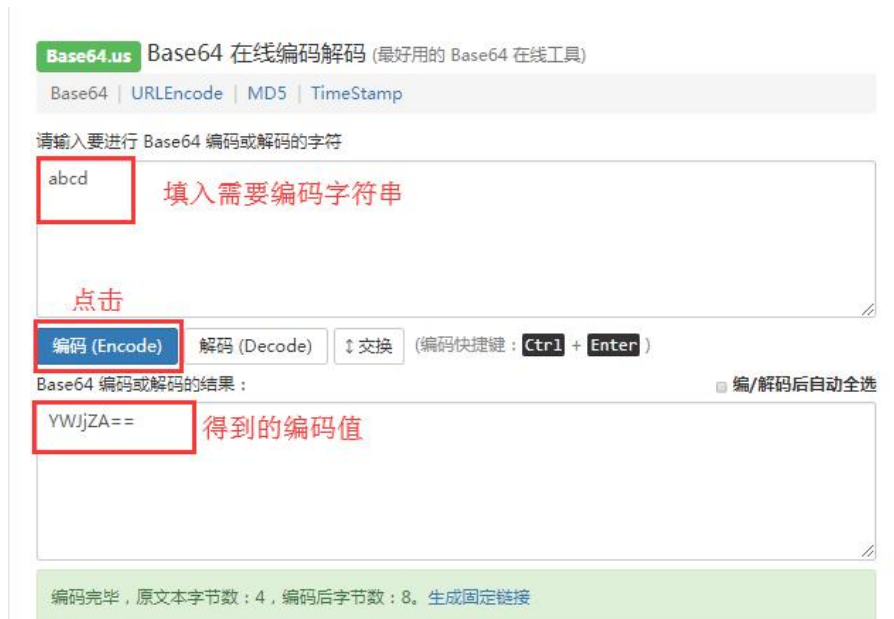 Base64.us Base64 在线编码解码 (最好用的 Base64 在线工具)
Base64 | URLEncode | MD5 | TimeStamp
请输入要进行 Base64 编码或解码的字符
abcd
填入需要编码字符串
点击
编码 (Encode) 解码 (Decode) ↕交换 (编码快捷键：Ctrl + Enter )
Base64 编码或解码的结果： 编/解码后自动全选
YWJjZA==
得到的编码值
编码完毕，原文本字节数：4，编码后字节数：8。生成固定链接